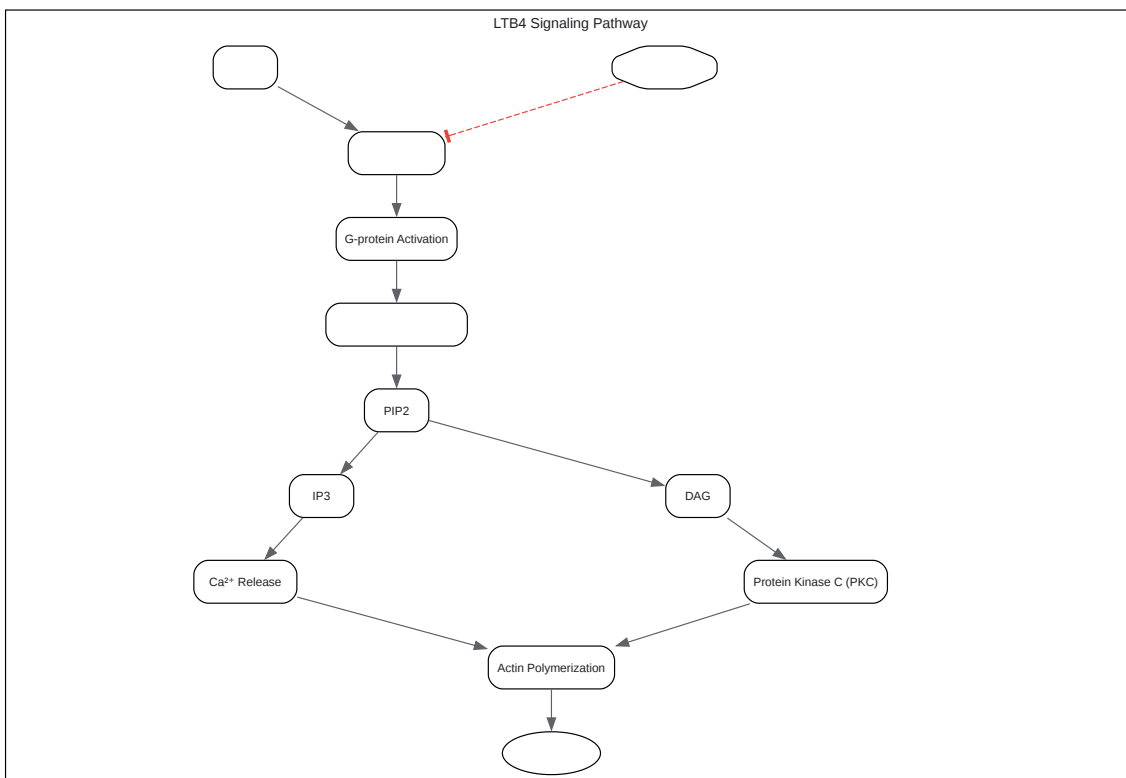 LTB4 Signaling Pathway
G-protein Activation
PIP2
IP3
DAG
Ca²⁺ Release
Protein Kinase C (PKC)
Actin Polymerization